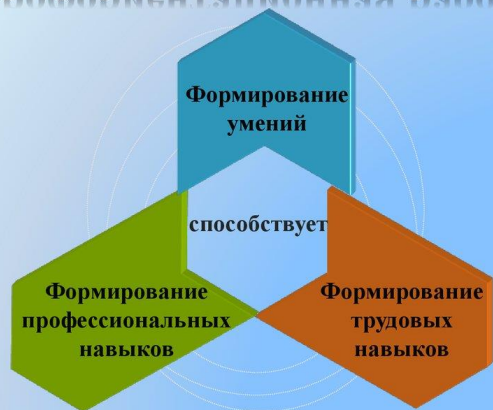 Формирование
умений
способствует
Формирование
профессиональных
навыков
Формирование
трудовых
навыков